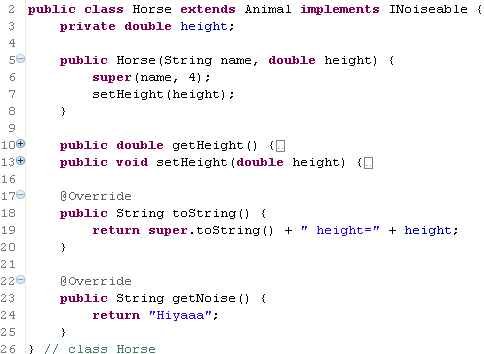 2 public class Horse extends Animal implements INoiseable {
3     private double height;
4
5     public Horse(String name, double height) {
6         super(name, 4);
7         setHeight(height);
8     }
9
10     public double getHeight() {..
13     public void setHeight(double height) {..
16
17     @Override
18     public String toString() {
19         return super.toString() + " height=" + height;
20     }
21
22     @Override
23     public String getNoise() {
24         return "Hiyaaa";
25     }
26 } // class Horse